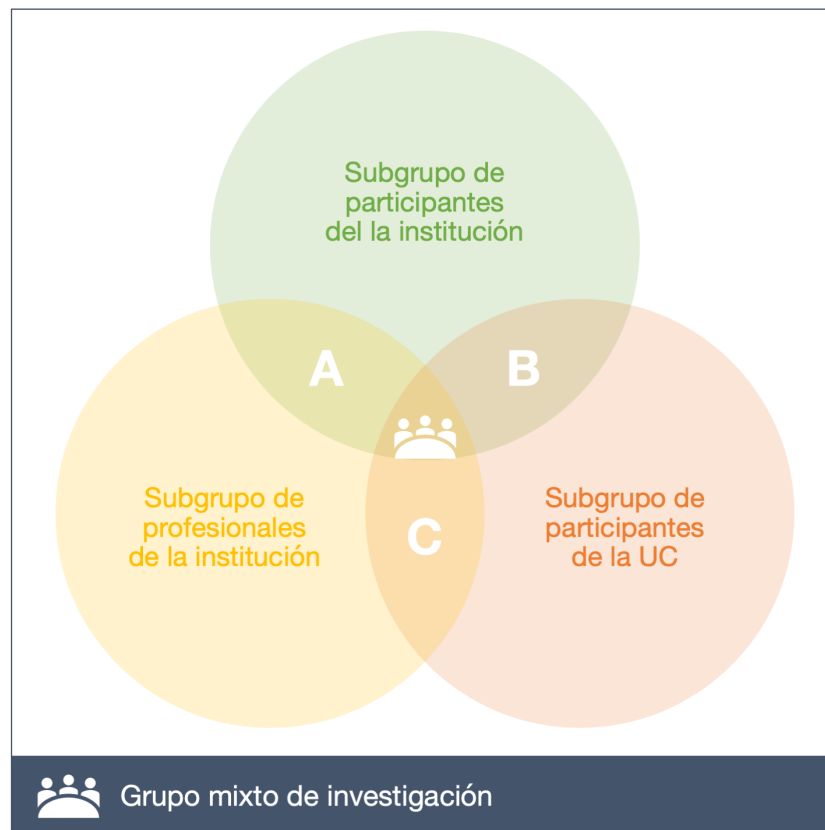 Subgrupo de
participantes
del la institución
A
B
Subgrupo de
profesionales
de la institución
C
Subgrupo de
participantes
de la UC
Grupo mixto de investigación